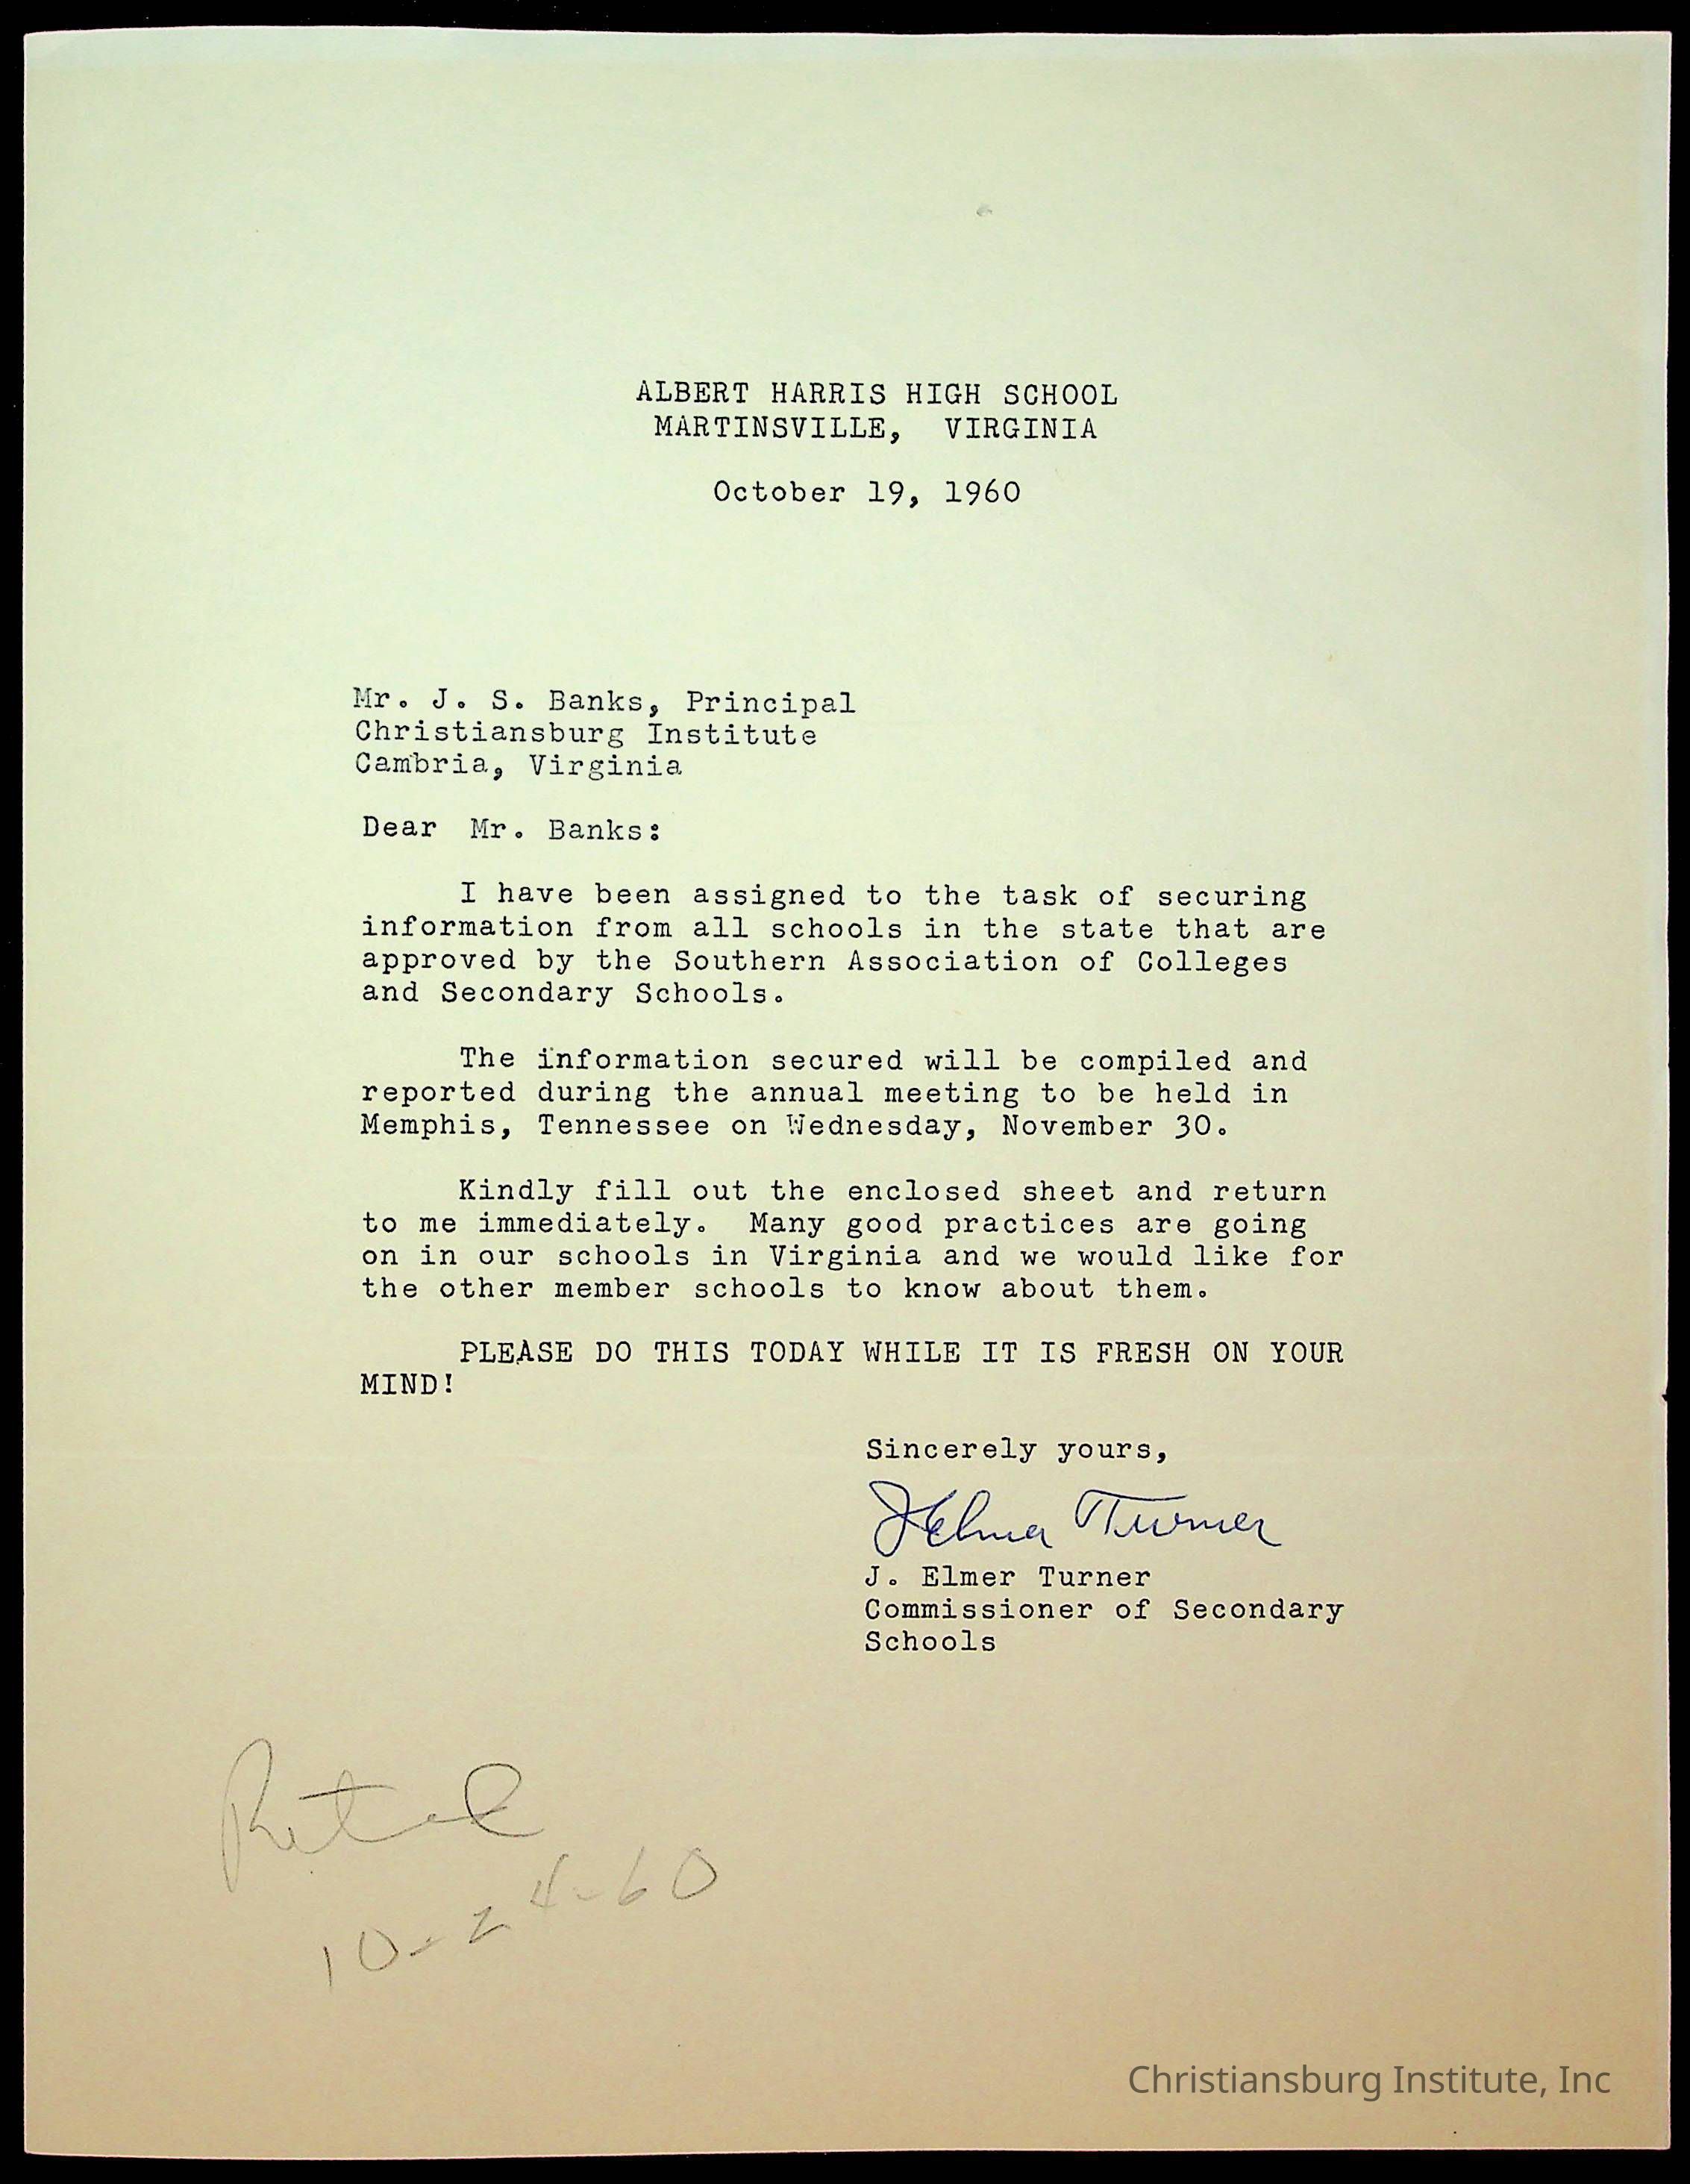 ALBERT HARRIS HIGH SCHOOL
MARTINSVILLE, VIRGINIA
October 19, 1960
Mr. J. S. Banks, Principal
Christiansburg Institute
Cambria, Virginia
Dear Mr. Banks:
I have been assigned to the task of securing
information from all schools in the state that are
approved by the Southern Association of Colleges
and Secondary Schools.
The information secured will be compiled and
reported during the annual meeting to be held in
Memphis, Tennessee on Wednesday, November 30.
Kindly fill out the enclosed sheet and return
to me immediately. Many good practices are going
on in our schools in Virginia and we would like for
the other member schools to know about them.
PLEASE DO THIS TODAY WHILE IT IS FRESH ON YOUR
MIND!
Sincerely yours,
J Elmer Turner
J. Elmer Turner
Commissioner of Secondary
Schools
10-24-60
Christiansburg Institute, Inc